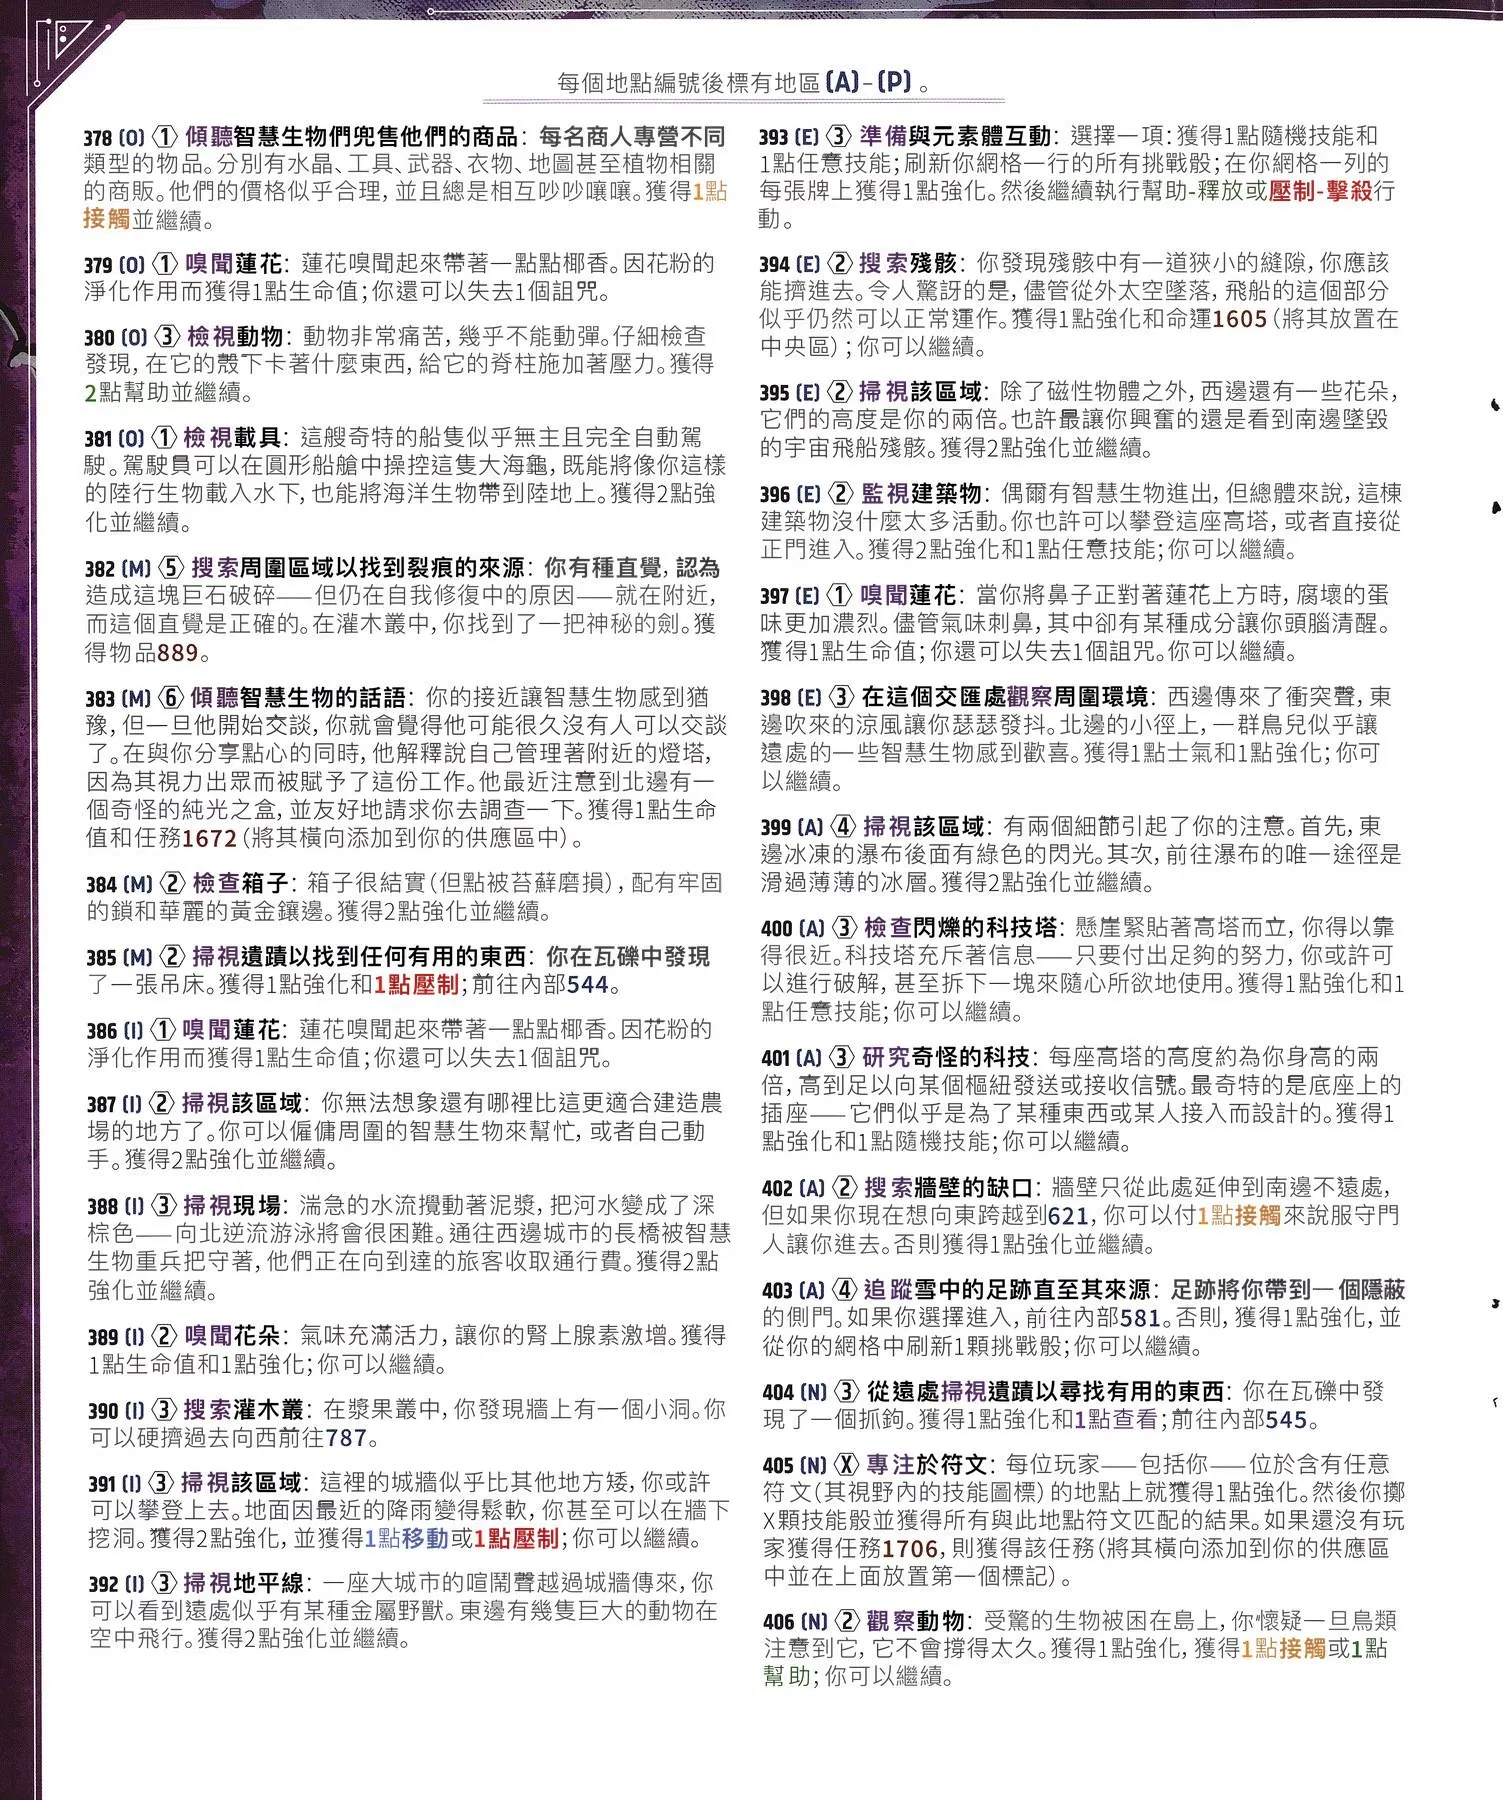 每個地點編號後標有地區(A)–(P)。
378 (O) 1 傾聽智慧生物們兜售他們的商品：每名商人專營不同
類型的物品。分別有水晶、工具、武器、衣物、地圖甚至植物相關
的商販。他們的價格似乎合理，並且總是相互吵吵嚷嚷。獲得1點
接觸並繼續。
379 (O) 1 嗅聞蓮花：蓮花嗅聞起來帶著一點點椰香。因花粉的
淨化作用而獲得1點生命值；你還可以失去1個詛咒。
380 (O) 3 檢視動物：動物非常痛苦，幾乎不能動彈。仔細檢查
發現，在它的殼下卡著什麼東西，給它的脊柱施加著壓力。獲得
2點幫助並繼續。
381 (O) 1 檢視載具：這艘奇特的船隻似乎無主且完全自動駕
駛。駕駛員可以在圓形船艙中操控這隻大海龜，既能將像你這樣
的陸行生物載入水下，也能將海洋生物帶到陸地上。獲得2點強
化並繼續。
382 (M) 5 搜索周圍區域以找到裂痕的來源：你有種直覺，認為
造成這塊巨石破碎——但仍在自我修復中的原因——就在附近，
而這個直覺是正確的。在灌木叢中，你找到了一把神秘的劍。獲
得物品889。
383 (M) 6 傾聽智慧生物的話語：你的接近讓智慧生物感到猶
豫，但一旦他開始交談，你就會覺得他可能很久沒有人可以交談
了。在與你分享點心的同時，他解釋說自己管理著附近的燈塔，
因為其視力出眾而被賦予了這份工作。他最近注意到北邊有一
個奇怪的純光之盒，並友好地請求你去調查一下。獲得1點生命
值和任務1672（將其橫向添加到你的供應區中）。
384 (M) 2 檢查箱子：箱子很結實（但點被苔蘚磨損），配有牢固
的鎖和華麗的黃金鑲邊。獲得2點強化並繼續。
385 (M) 2 掃視遺蹟以找到任何有用的東西：你在瓦礫中發現
了一張吊床。獲得1點強化和1點壓制；前往內部544。
386 (I) 1 嗅聞蓮花：蓮花嗅聞起來帶著一點點椰香。因花粉的
淨化作用而獲得1點生命值；你還可以失去1個詛咒。
387 (I) 2 掃視該區域：你無法想象還有哪裡比這更適合建造農
場的地方了。你可以僱傭周圍的智慧生物來幫忙，或者自己動
手。獲得2點強化並繼續。
388 (I) 3 掃視現場：湍急的水流攪動著泥漿，把河水變成了深
棕色——向北逆流游泳將會很困難。通往西邊城市的長橋被智慧
生物重兵把守著，他們正在向到達的旅客收取通行費。獲得2點
強化並繼續。
389 (I) 2 嗅聞花朵：氣味充滿活力，讓你的腎上腺素激增。獲得
1點生命值和1點強化；你可以繼續。
390 (I) 3 搜索灌木叢：在漿果叢中，你發現牆上有一個小洞。你
可以硬擠過去向西前往787。
391 (I) 3 掃視該區域：這裡的城牆似乎比其他地方矮，你或許
可以攀登上去。地面因最近的降雨變得鬆軟，你甚至可以在牆下
挖洞。獲得2點強化，並獲得1點移動或1點壓制；你可以繼續。
392 (I) 3 掃視地平線：一座大城市的喧鬧聲越過城牆傳來，你
可以看到遠處似乎有某種金屬野獸。東邊有幾隻巨大的動物在
空中飛行。獲得2點強化並繼續。
393 (E) 3 準備與元素體互動：選擇一項：獲得1點隨機技能和
1點任意技能；刷新你網格一行的所有挑戰骰；在你網格一列的
每張牌上獲得1點強化。然後繼續執行幫助-釋放或壓制-擊殺行
動。
394 (E) 2 搜索殘骸：你發現殘骸中有一道狹小的縫隙，你應該
能擠進去。令人驚訝的是，儘管從外太空墜落，飛船的這個部分
似乎仍然可以正常運作。獲得1點強化和命運1605（將其放置在
中央區）；你可以繼續。
395 (E) 2 掃視該區域：除了磁性物體之外，西邊還有一些花朵，
它們的高度是你的兩倍。也許最讓你興奮的還是看到南邊墜毀
的宇宙飛船殘骸。獲得2點強化並繼續。
396 (E) 2 監視建築物：偶爾有智慧生物進出，但總體來說，這棟
建築物沒什麼太多活動。你也許可以攀登這座高塔，或者直接從
正門進入。獲得2點強化和1點任意技能；你可以繼續。
397 (E) 1 嗅聞蓮花：當你將鼻子正對著蓮花上方時，腐壞的蛋
味更加濃烈。儘管氣味刺鼻，其中卻有某種成分讓你頭腦清醒。
獲得1點生命值；你還可以失去1個詛咒。你可以繼續。
398 (E) 3 在這個交匯處觀察周圍環境：西邊傳來了衝突聲，東
邊吹來的涼風讓你瑟瑟發抖。北邊的小徑上，一群鳥兒似乎讓
遠處的一些智慧生物感到歡喜。獲得1點士氣和1點強化；你可
以繼續。
399 (A) 4 掃視該區域：有兩個細節引起了你的注意。首先，東
邊冰凍的瀑布後面有綠色的閃光。其次，前往瀑布的唯一途徑是
滑過薄薄的冰層。獲得2點強化並繼續。
400 (A) 3 檢查閃爍的科技塔：懸崖緊貼著高塔而立，你得以靠
得很近。科技塔充斥著信息——只要付出足夠的努力，你或許可
以進行破解，甚至拆下一塊來隨心所欲地使用。獲得1點強化和1
點任意技能；你可以繼續。
401 (A) 3 研究奇怪的科技：每座高塔的高度約為你身高的兩
倍，高到足以向某個樞紐發送或接收信號。最奇特的是底座上的
插座——它們似乎是為了某種東西或某人接入而設計的。獲得1
點強化和1點隨機技能；你可以繼續。
402 (A) 2 搜索牆壁的缺口：牆壁只從此處延伸到南邊不遠處，
但如果你現在想向東跨越到621，你可以付1點接觸來說服守門
人讓你進去。否則獲得1點強化並繼續。
403 (A) 4 追蹤雪中的足跡直至其來源：足跡將你帶到一個隱蔽
的側門。如果你選擇進入，前往內部581。否則，獲得1點強化，並
從你的網格中刷新1顆挑戰骰；你可以繼續。
404 (N) 3 從遠處掃視遺蹟以尋找有用的東西：你在瓦礫中發
現了一個抓鉤。獲得1點強化和1點查看；前往內部545。
405 (N) X 專注於符文：每位玩家——包括你——位於含有任意
符文（其視野內的技能圖標）的地點上就獲得1點強化。然後你擲
X顆技能骰並獲得所有與此地點符文匹配的結果。如果還沒有玩
家獲得任務1706，則獲得該任務（將其橫向添加到你的供應區
中並在上面放置第一個標記）。
406 (N) 2 觀察動物：受驚的生物被困在島上，你懷疑一旦鳥類
注意到它，它不會撐得太久。獲得1點強化，獲得1點接觸或1點
幫助；你可以繼續。